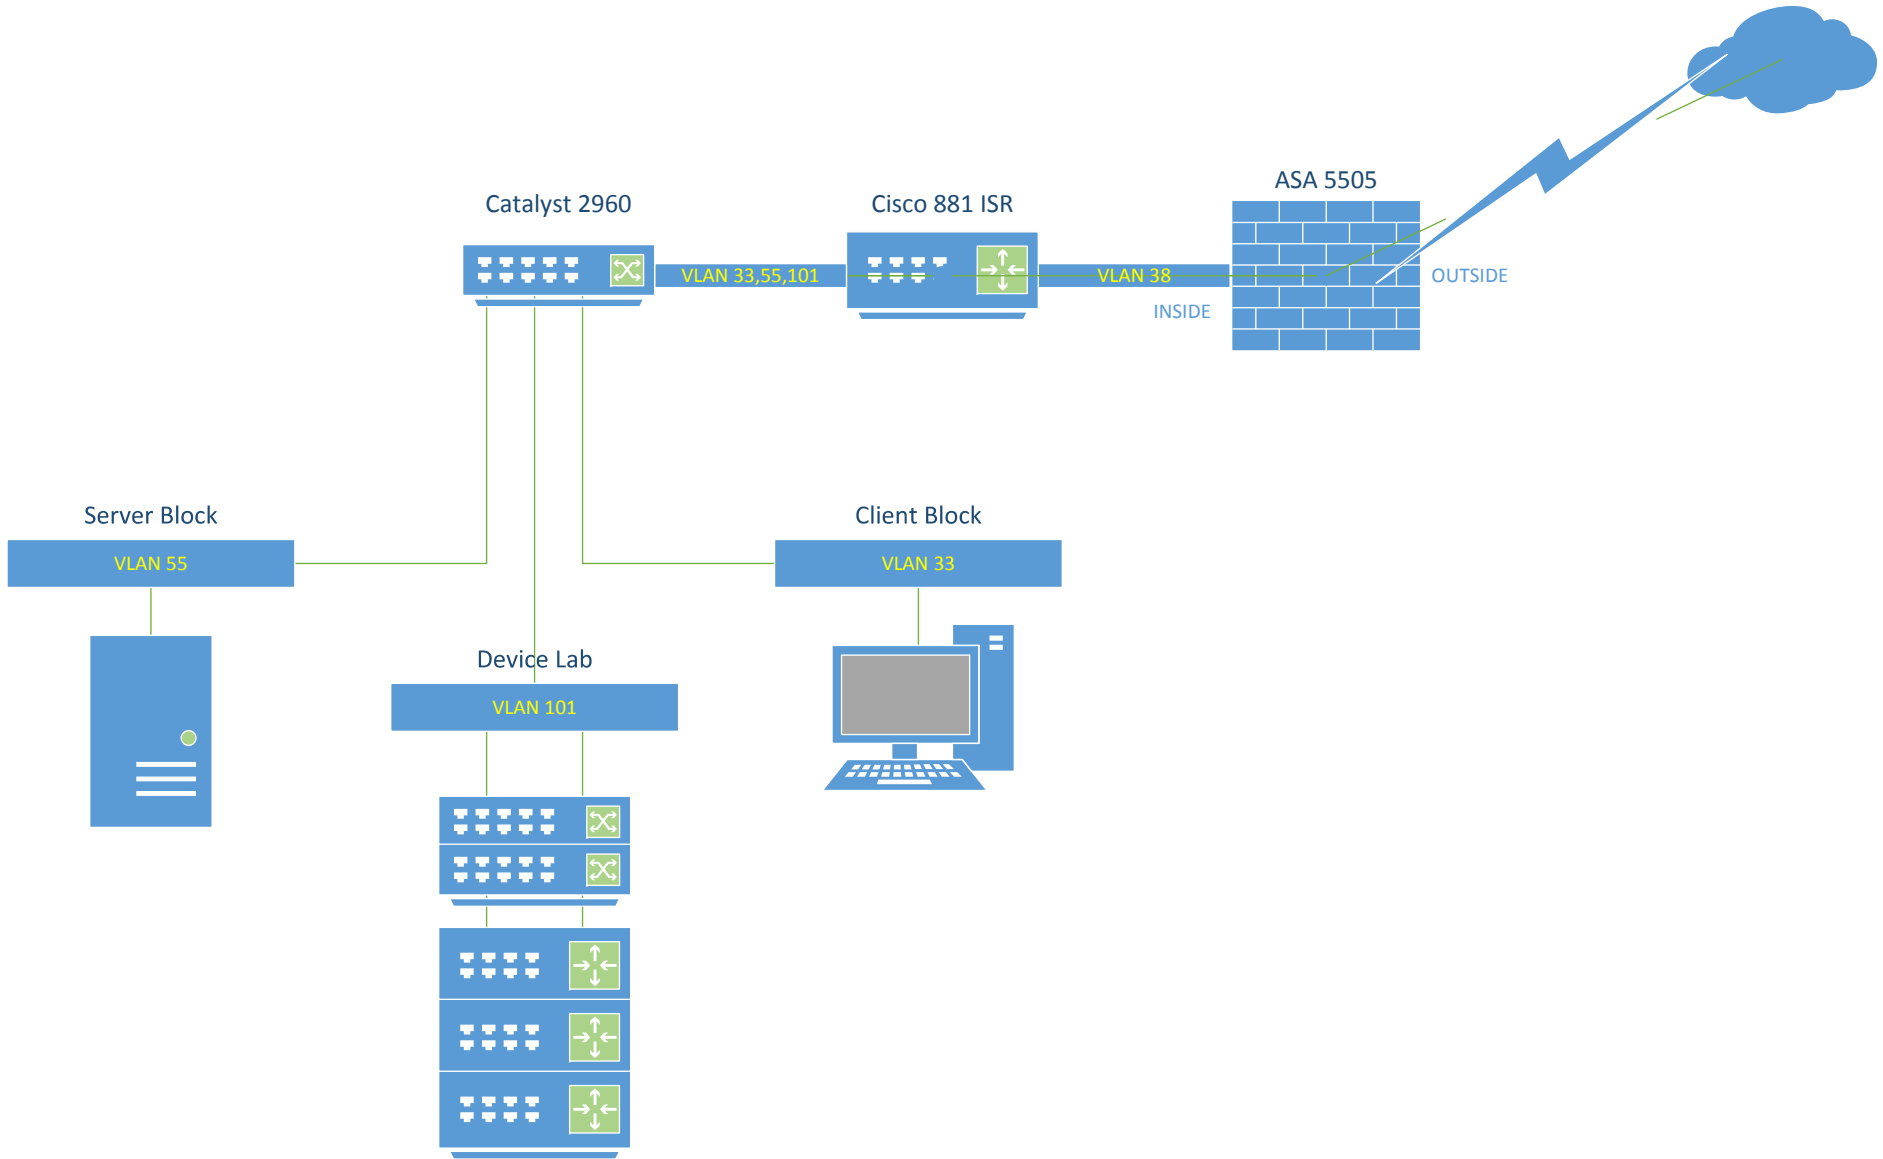 ASA 5505
Catalyst 2960
Cisco 881 ISR
VLAN 33,55,101
VLAN 38
OUTSIDE
INSIDE
Server Block
Client Block
VLAN 55
VLAN 33
Device Lab
VLAN 101